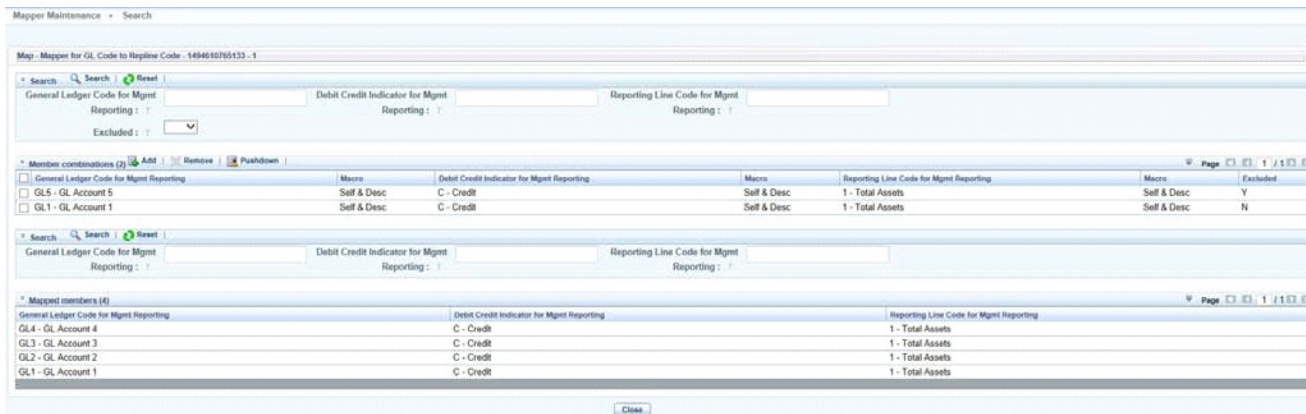 Mapper Maintenance » Search
Map - Mapper for GL Code to Repline Code - 1494610765133 - 1
Search Search | Reset |
General Ledger Code for Mgmt Reporting : ? Debit Credit Indicator for Mgmt Reporting : ? Reporting Line Code for Mgmt Reporting : ?
Excluded : ?
Member combinations (2) Add | Remove | Pushdown | Page 1 / 1
General Ledger Code for Mgmt Reporting Macro Debit Credit Indicator for Mgmt Reporting Macro Reporting Line Code for Mgmt Reporting Macro Excluded
GL5 - GL Account 5 Self & Desc C - Credit Self & Desc 1 - Total Assets Self & Desc Y
GL1 - GL Account 1 Self & Desc C - Credit Self & Desc 1 - Total Assets Self & Desc N
Search Search | Reset |
General Ledger Code for Mgmt Reporting : ? Debit Credit Indicator for Mgmt Reporting : ? Reporting Line Code for Mgmt Reporting : ?
Mapped members (4) Page 1 / 1
General Ledger Code for Mgmt Reporting Debit Credit Indicator for Mgmt Reporting Reporting Line Code for Mgmt Reporting
GL4 - GL Account 4 C - Credit 1 - Total Assets
GL3 - GL Account 3 C - Credit 1 - Total Assets
GL2 - GL Account 2 C - Credit 1 - Total Assets
GL1 - GL Account 1 C - Credit 1 - Total Assets
Close